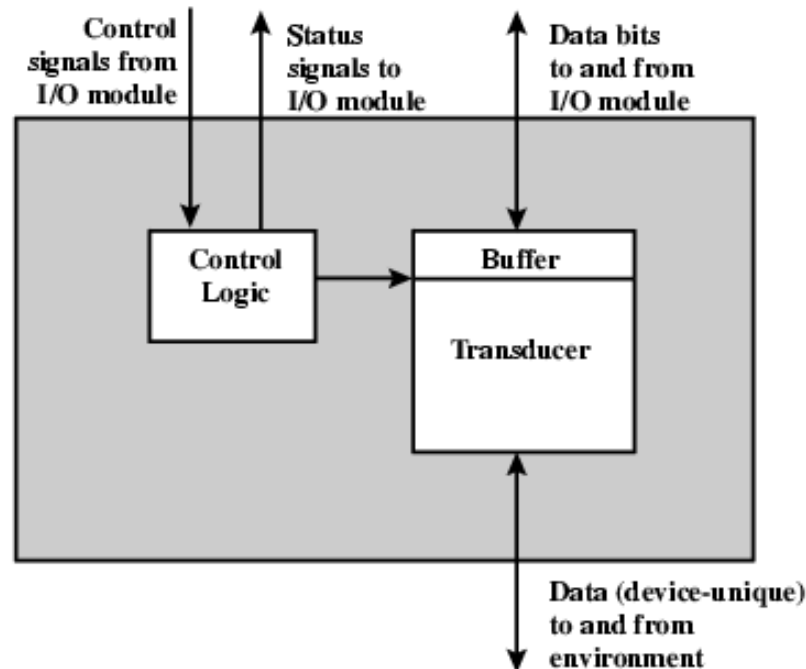 Control
signals from
I/O module
Status
signals to
I/O module
Data bits
to and from
I/O module
Control
Logic
Buffer
Transducer
Data (device-unique)
to and from
environment